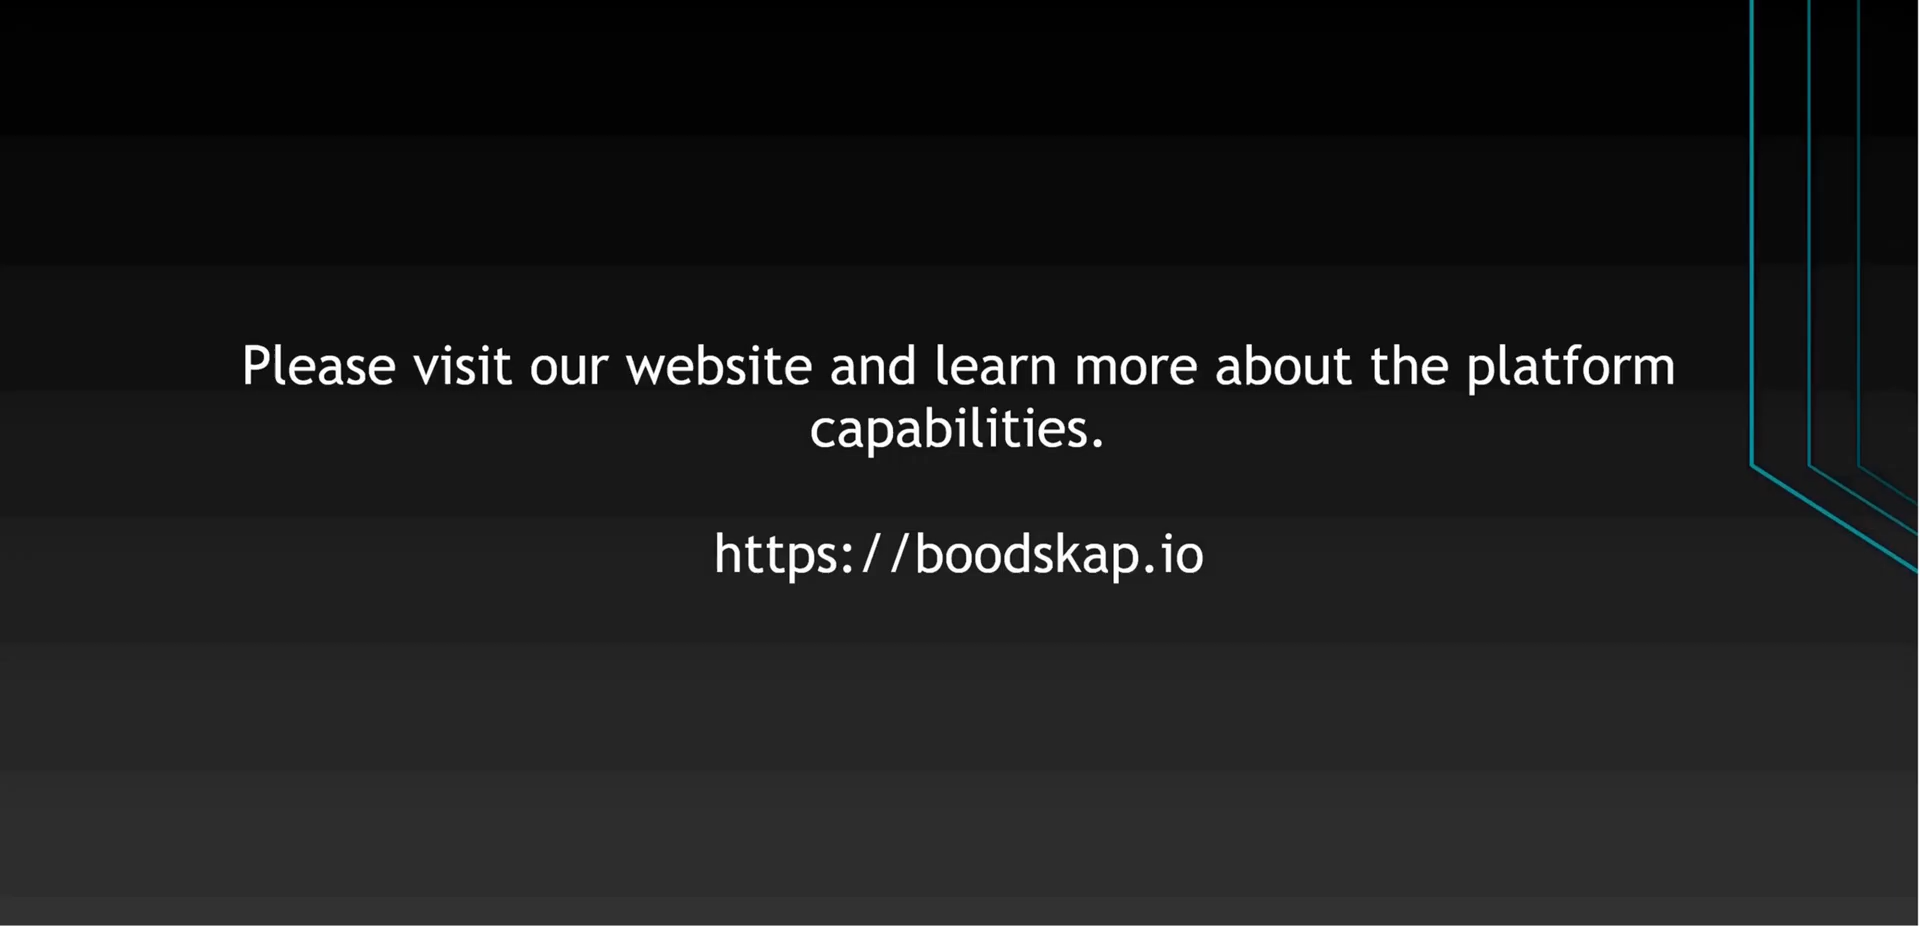 Please visit our website and learn more about the platform
capabilities.
https://boodskap.io